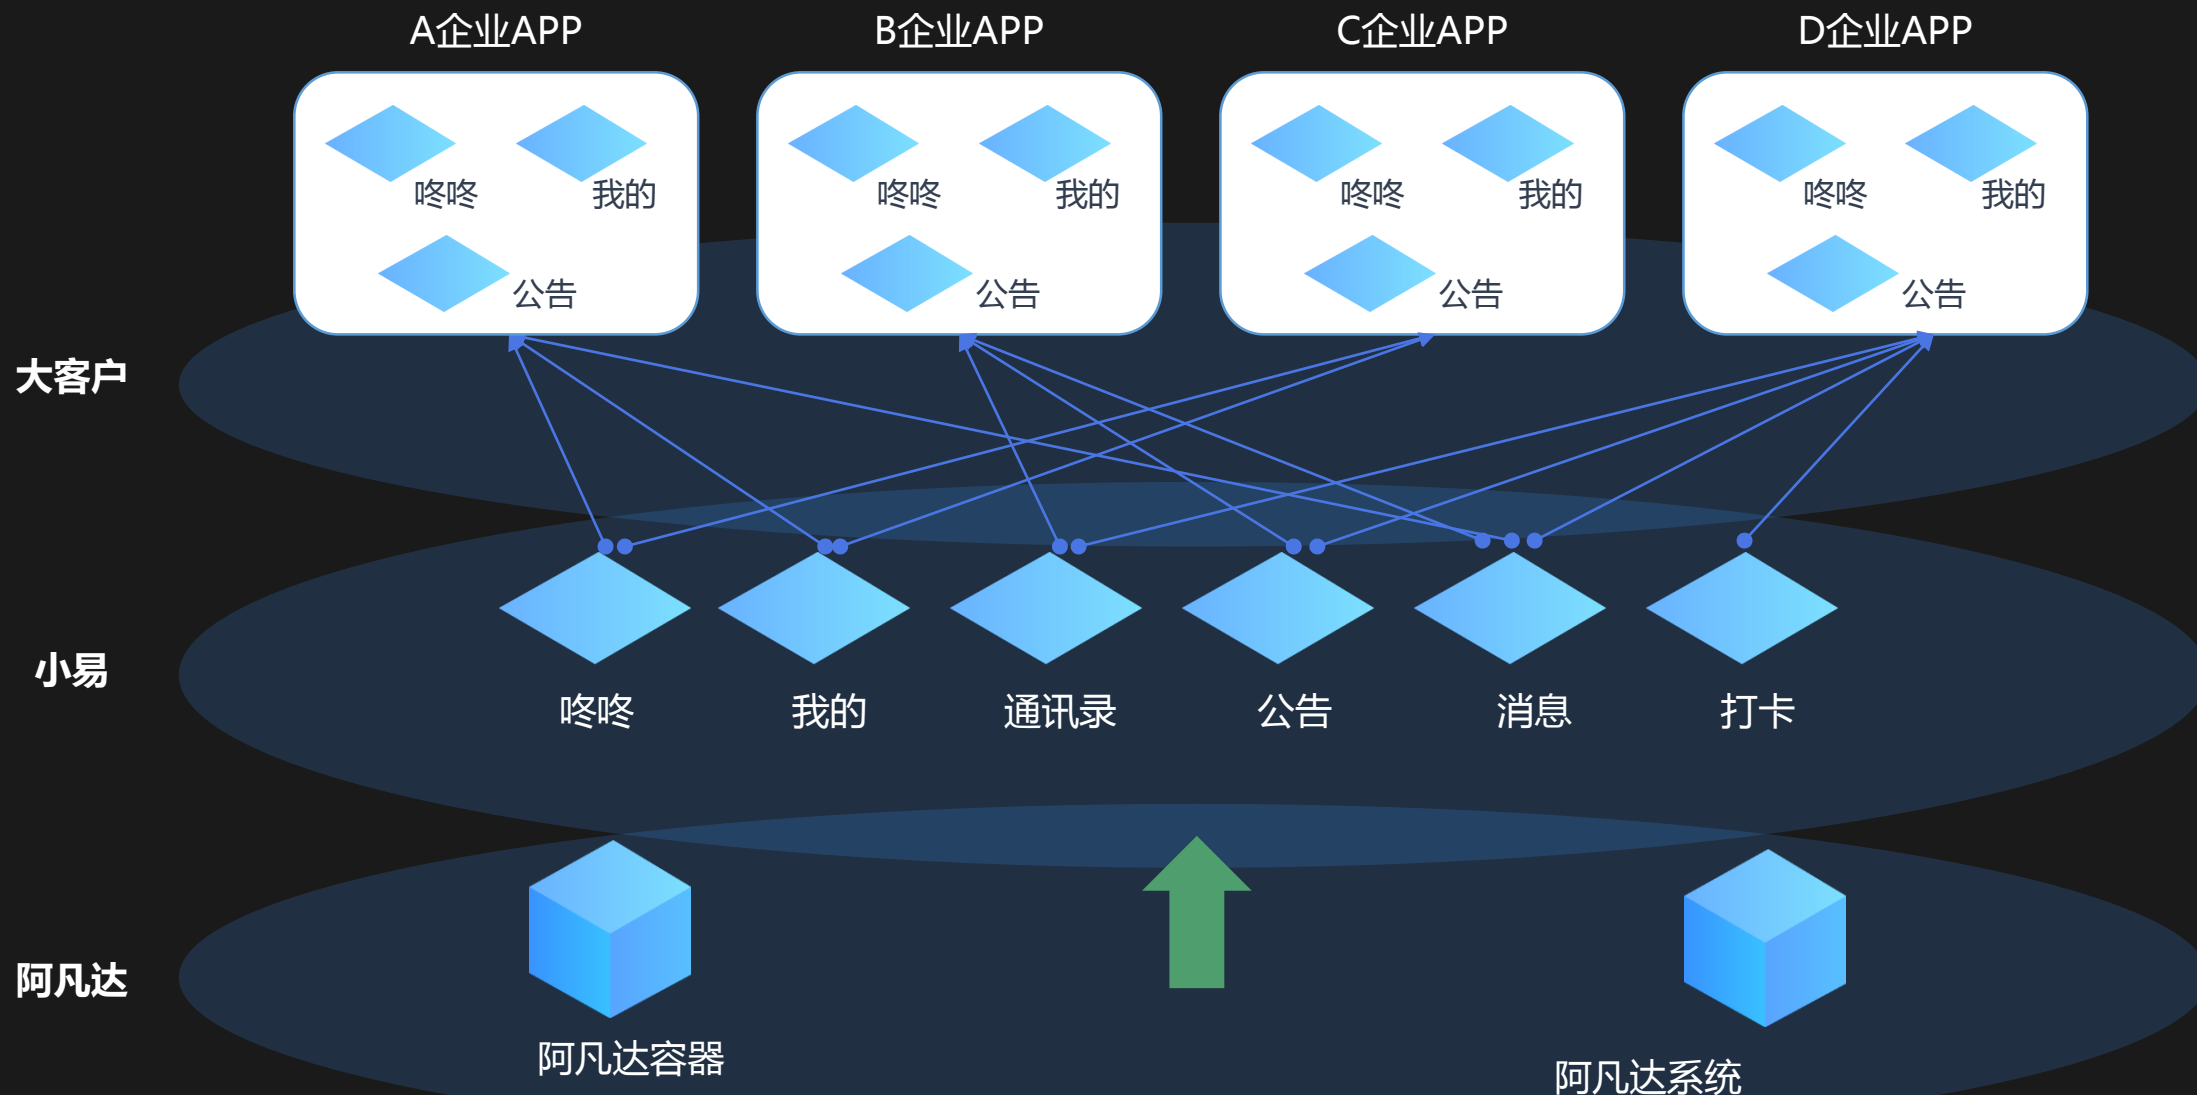 A企业APP
B企业APP
C企业APP
D企业APP
咚咚
我的
咚咚
我的
咚咚
我的
咚咚
我的
公告
公告
公告
公告
大客户
小易
咚咚
我的
通讯录
公告
消息
打卡
阿凡达
阿凡达容器
阿凡达系统